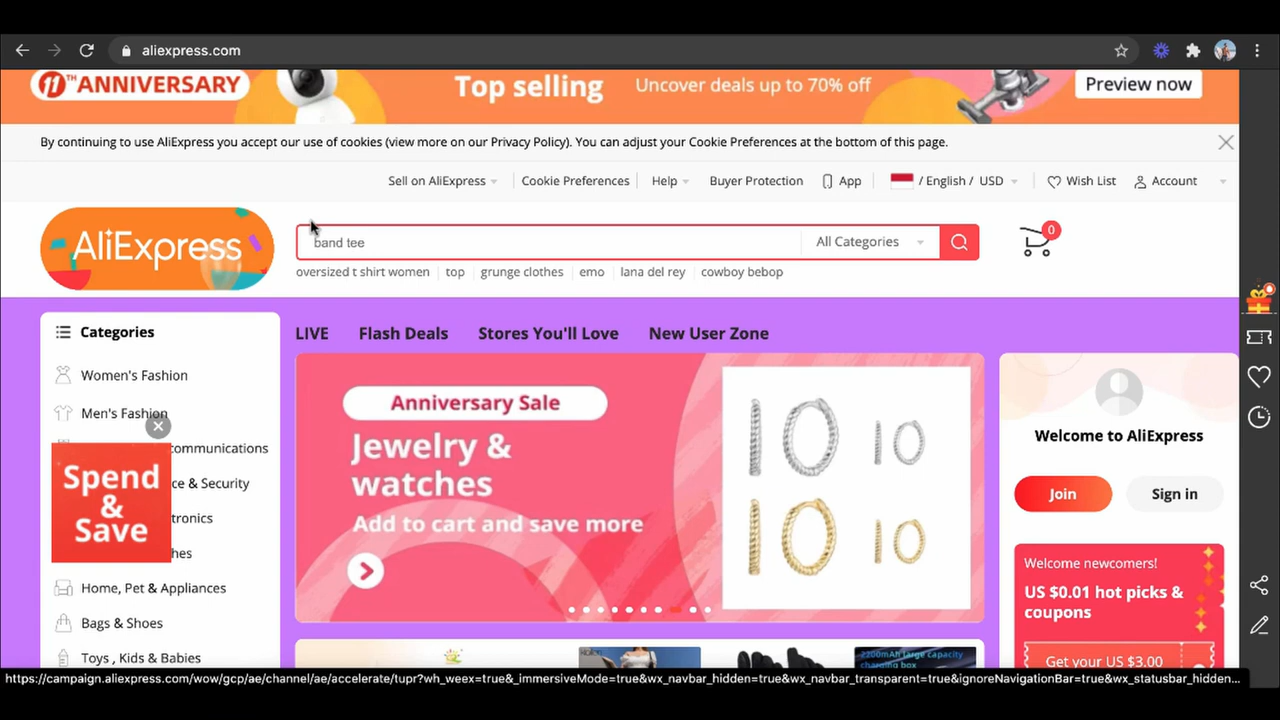 aliexpress.com
11TH ANNIVERSARY
Top selling
Uncover deals up to 70% off
Preview now
By continuing to use AliExpress you accept our use of cookies (view more on our Privacy Policy). You can adjust your Cookie Preferences at the bottom of this page.
Sell on AliExpress
Cookie Preferences
Help
Buyer Protection
App
/ English / USD
Wish List
Account
AliExpress
band tee
All Categories
0
oversized t shirt women
top
grunge clothes
emo
lana del rey
cowboy bebop
Categories
LIVE
Flash Deals
Stores You'll Love
New User Zone
Women's Fashion
Men's Fashion
communications
ce & Security
tronics
hes
Home, Pet & Appliances
Bags & Shoes
Toys , Kids & Babies
Spend
&
Save
Anniversary Sale
Jewelry &
watches
Add to cart and save more
Welcome to AliExpress
Join
Sign in
Welcome newcomers!
US $0.01 hot picks &
coupons
Get your US $3.00
2200mAh large capacity
charging box
https://campaign.aliexpress.com/wow/gcp/ae/channel/ae/accelerate/tupr?wh_weex=true&_immersiveMode=true&wx_navbar_hidden=true&wx_navbar_transparent=true&ignoreNavigationBar=true&wx_statusbar_hidden...